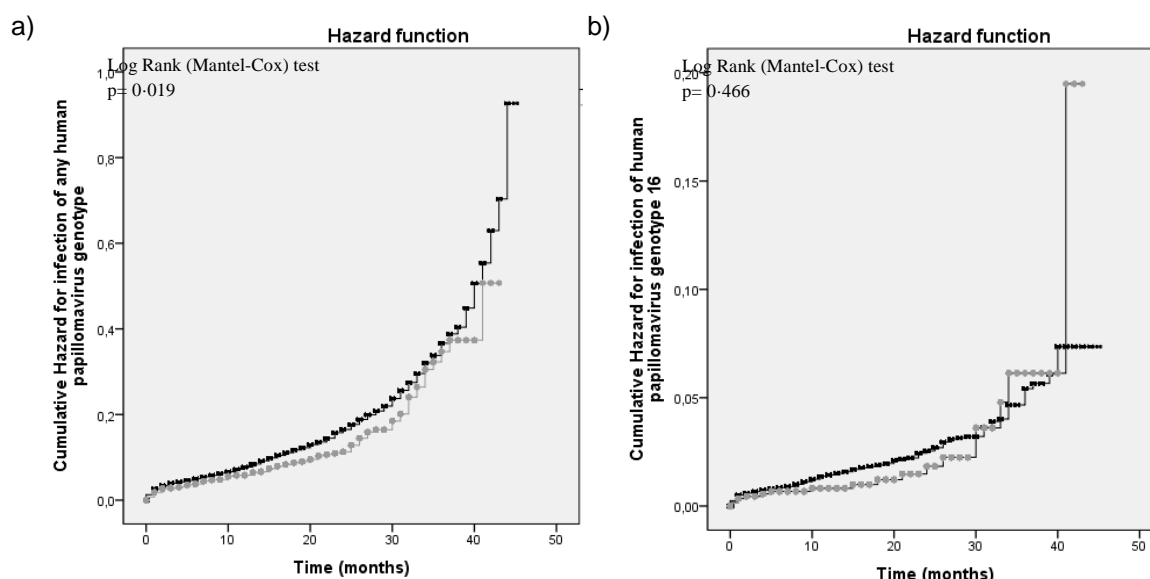 a)
Hazard function
Log Rank (Mantel-Cox) test
p= 0·019
1,0
0,8
0,6
0,4
0,2
0,0
Cumulative Hazard for infection of any human
papillomavirus genotype
0 10 20 30 40 50
Time (months)
b)
Hazard function
Log Rank (Mantel-Cox) test
p= 0·466
0,20
0,15
0,10
0,05
0,00
Cumulative Hazard for infection of human
papillomavirus genotype 16
0 10 20 30 40 50
Time (months)